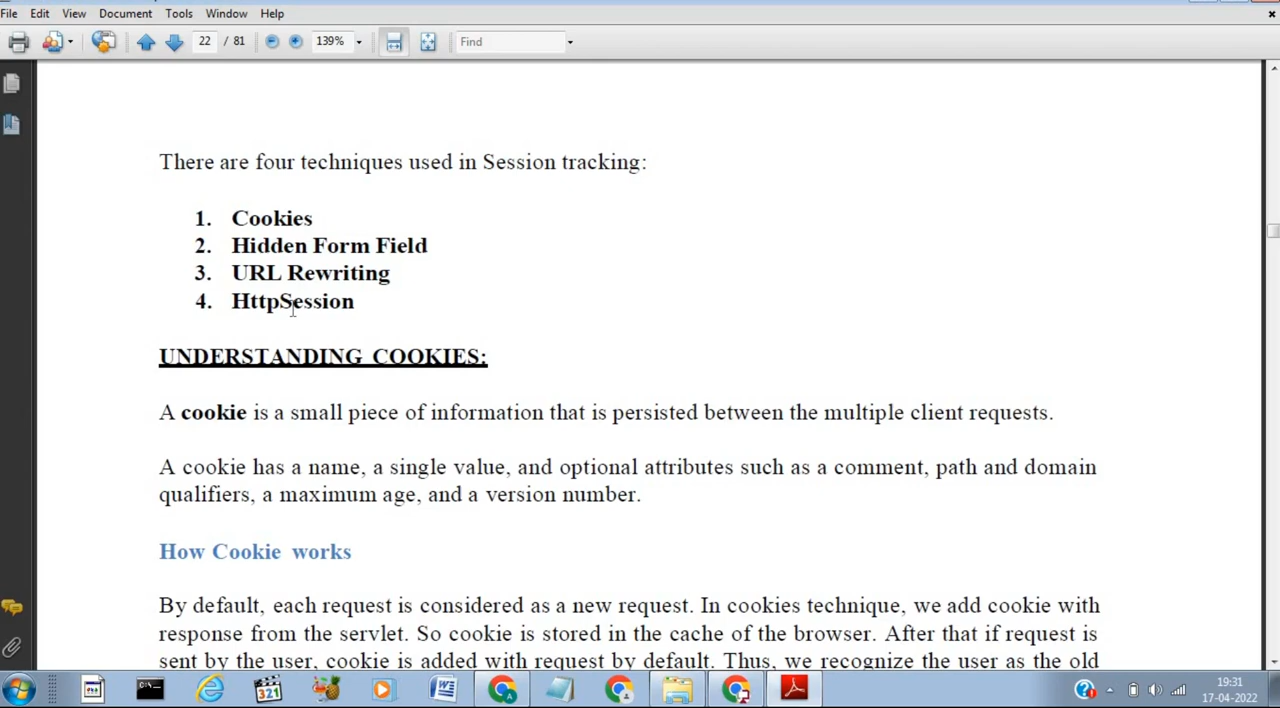 File Edit View Document Tools Window Help
22 / 81 139% Find
There are four techniques used in Session tracking:
1. Cookies
2. Hidden Form Field
3. URL Rewriting
4. HttpSession
UNDERSTANDING COOKIES:
A cookie is a small piece of information that is persisted between the multiple client requests.
A cookie has a name, a single value, and optional attributes such as a comment, path and domain
qualifiers, a maximum age, and a version number.
How Cookie works
By default, each request is considered as a new request. In cookies technique, we add cookie with
response from the servlet. So cookie is stored in the cache of the browser. After that if request is
sent by the user, cookie is added with request by default. Thus, we recognize the user as the old
321
19:31
17-04-2022